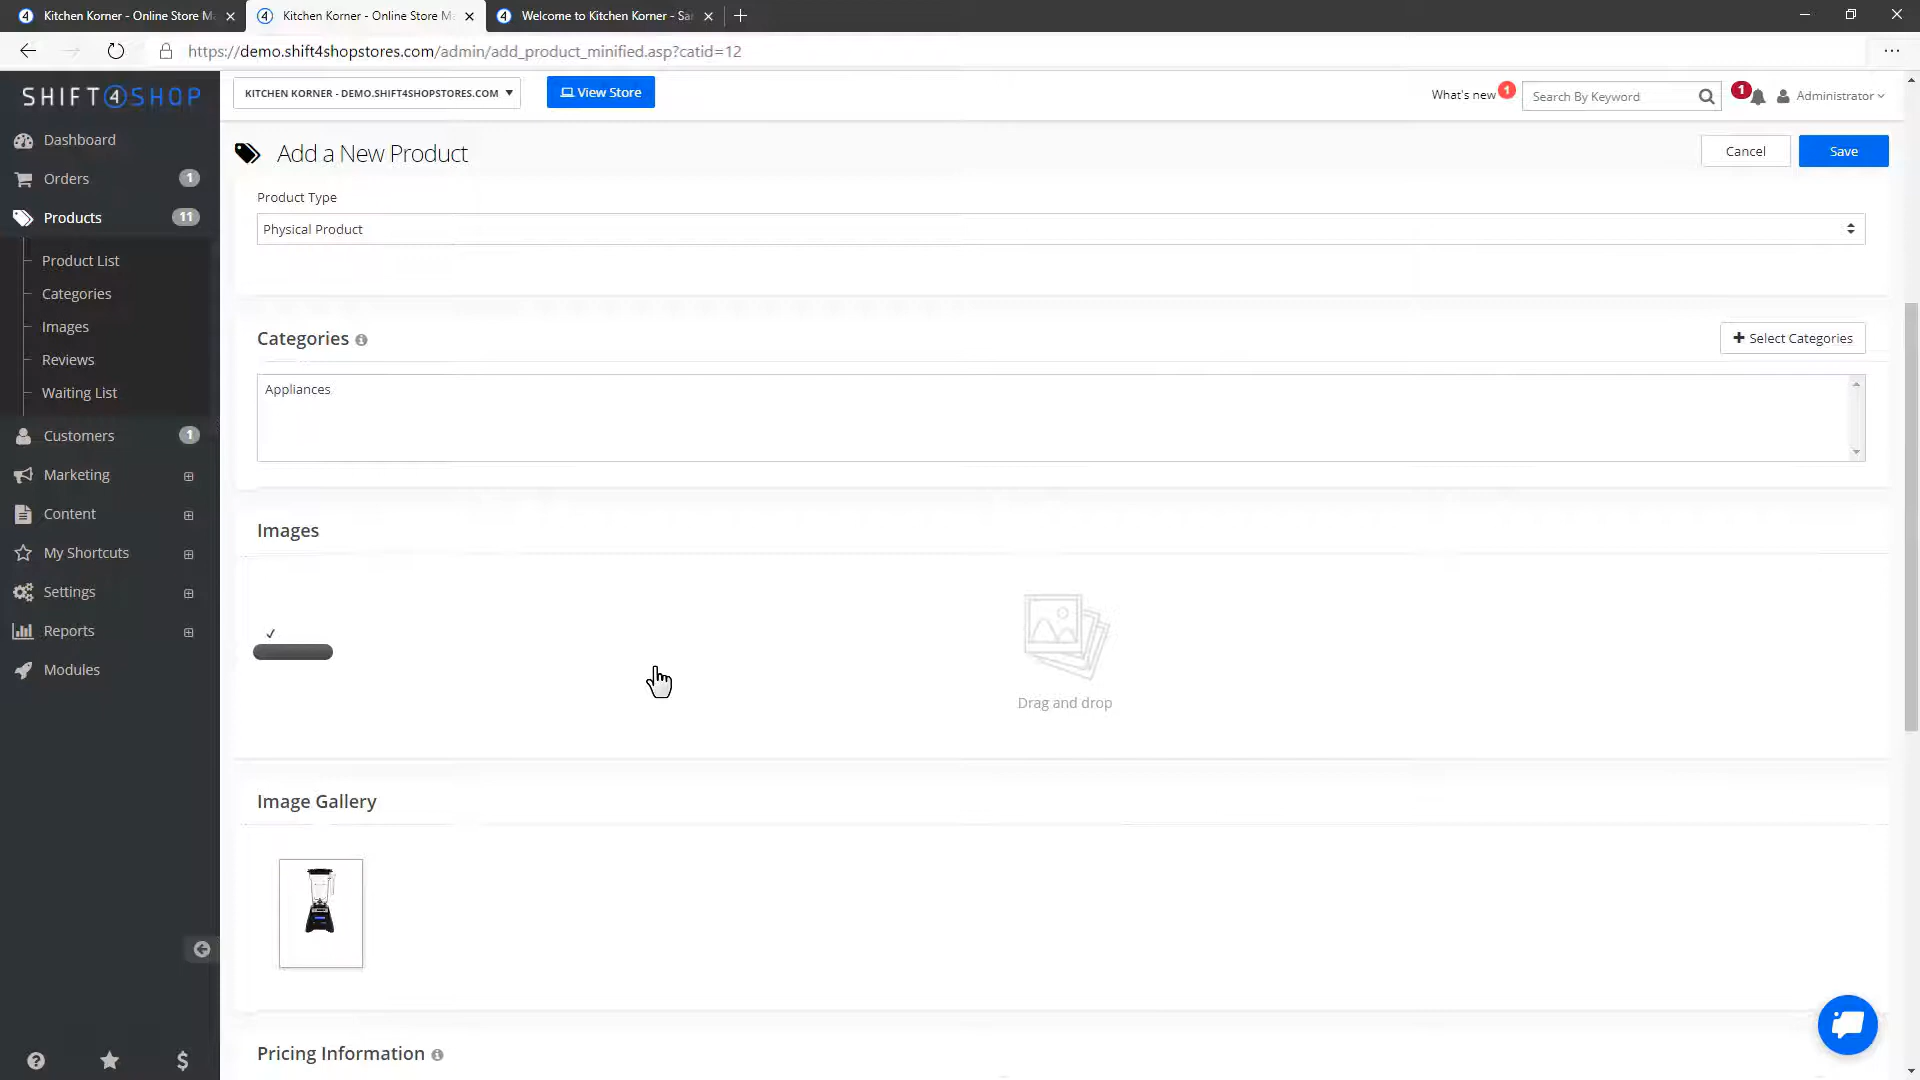 Kitchen Korner - Online Store Ma
Kitchen Korner - Online Store Ma
Welcome to Kitchen Korner - Sa
https://demo.shift4shopstores.com/admin/add_product_minified.asp?catid=12
SHIFT4SHOP
KITCHEN KORNER - DEMO.SHIFT4SHOPSTORES.COM
View Store
What's new 1
Search By Keyword
1
Administrator
Dashboard
Orders 1
Products 11
Product List
Categories
Images
Reviews
Waiting List
Customers 1
Marketing
Content
My Shortcuts
Settings
Reports
Modules
Add a New Product
Cancel
Save
Product Type
Physical Product
Categories
Select Categories
Appliances
Images
Drag and drop
Image Gallery
Pricing Information